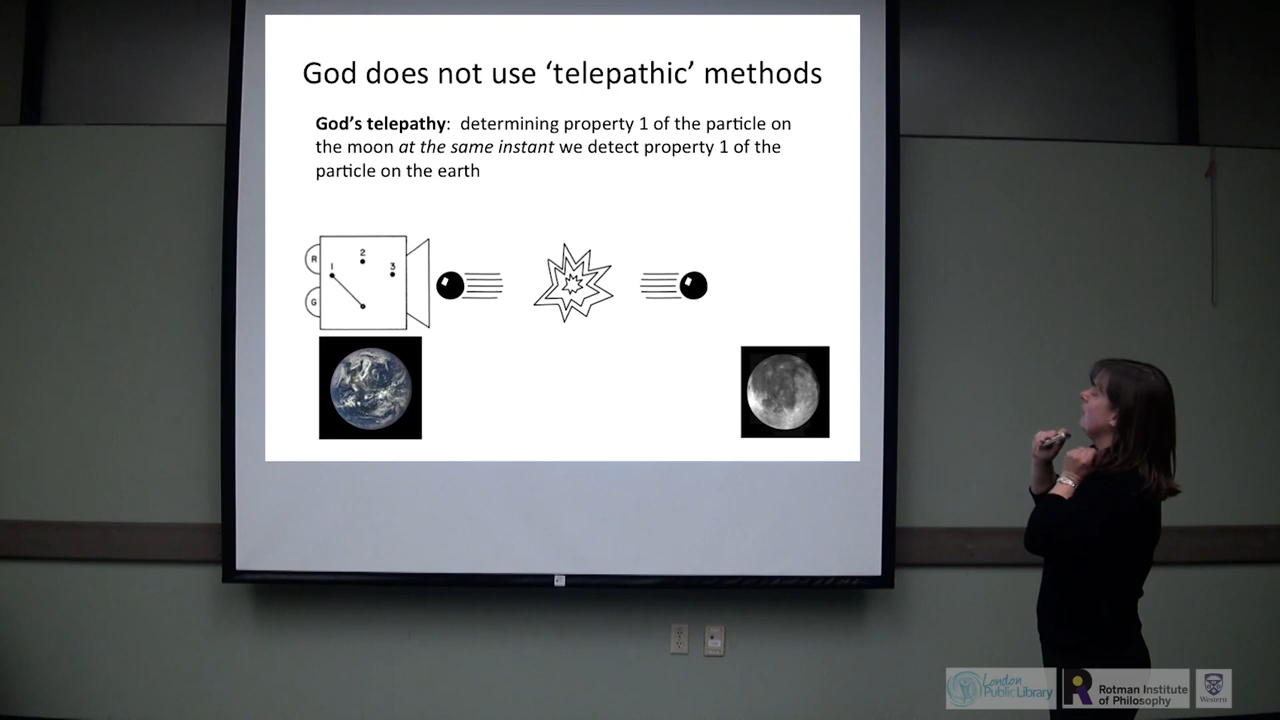 God does not use ‘telepathic’ methods
God’s telepathy: determining property 1 of the particle on
the moon at the same instant we detect property 1 of the
particle on the earth
R
G
1
2
3
London
Public Library
R
Rotman Institute
of Philosophy
Western